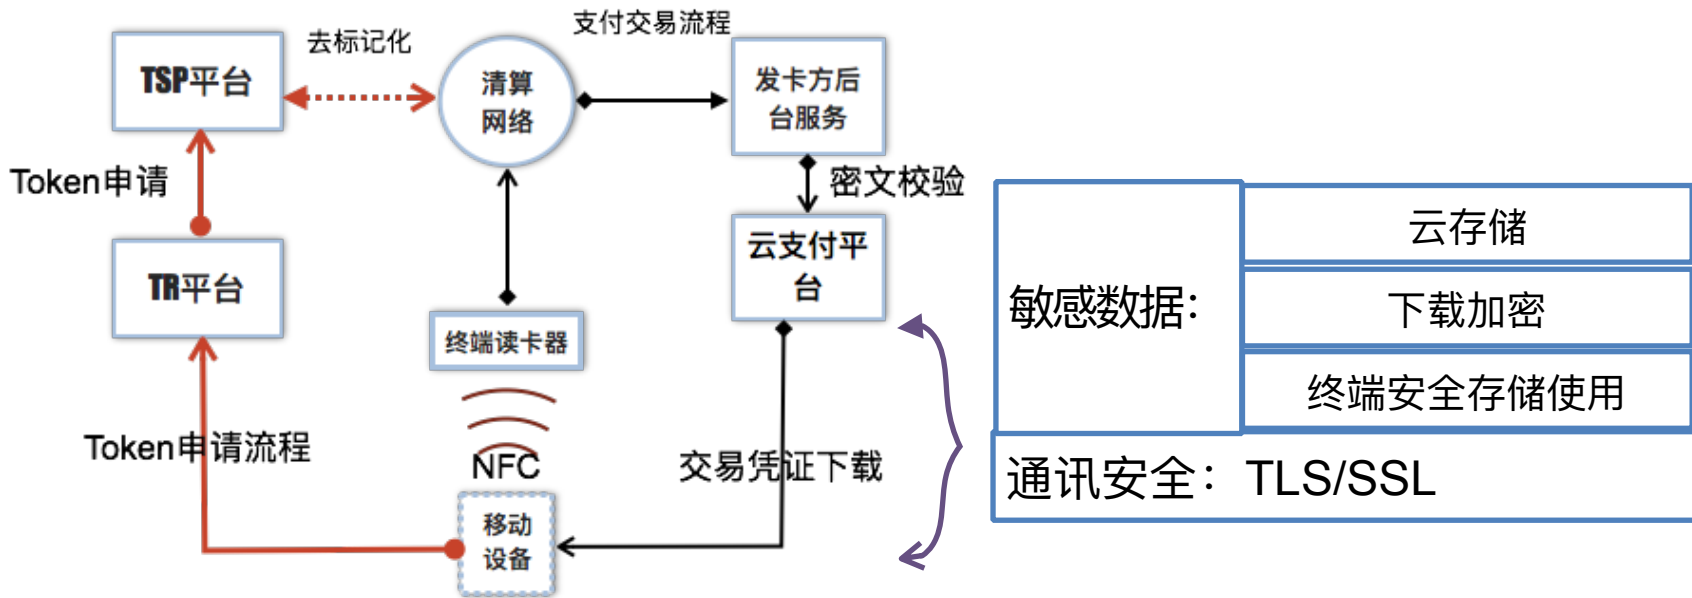 支付交易流程
去标记化
TSP平台
清算
网络
发卡方后
台服务
Token申请
密文校验
TR平台
云支付平
台
终端读卡器
Token申请流程
NFC
交易凭证下载
移动
设备
敏感数据：
云存储
下载加密
终端安全存储使用
通讯安全：TLS/SSL